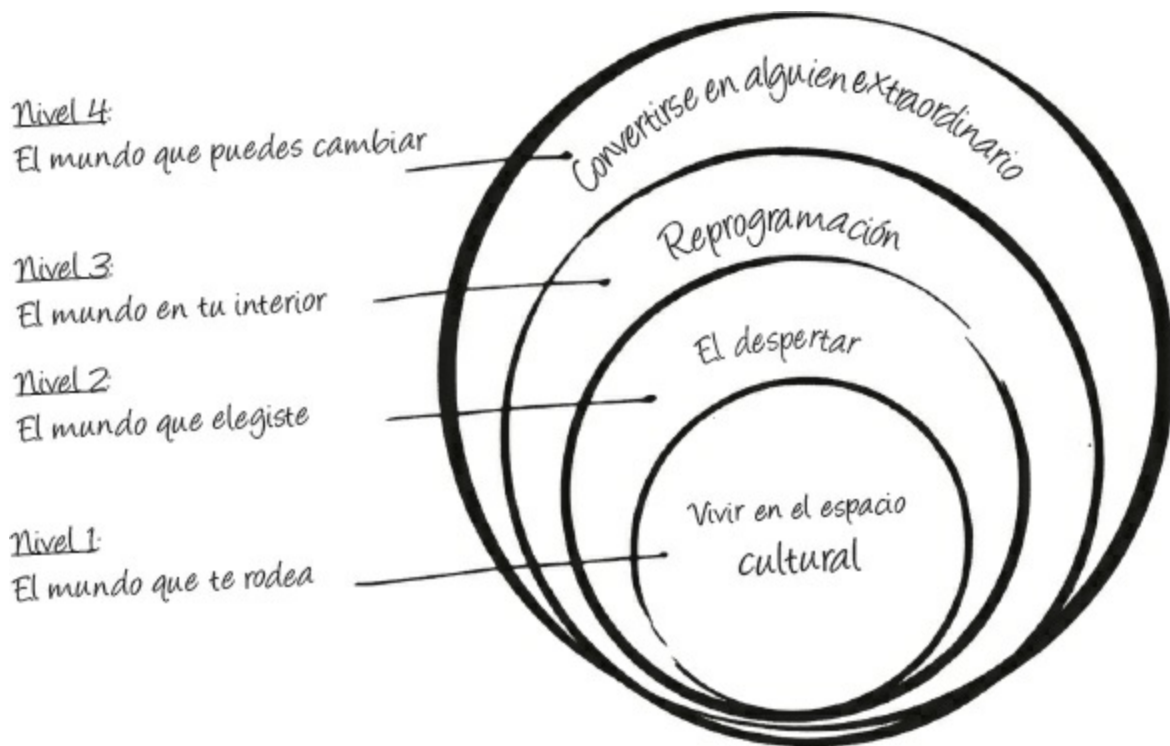 Nivel 4:
El mundo que puedes cambiar
Convertirse en alguien extraordinario
Nivel 3:
El mundo en tu interior
Reprogramación
Nivel 2:
El mundo que elegiste
El despertar
Nivel 1:
El mundo que te rodea
Vivir en el espacio
cultural